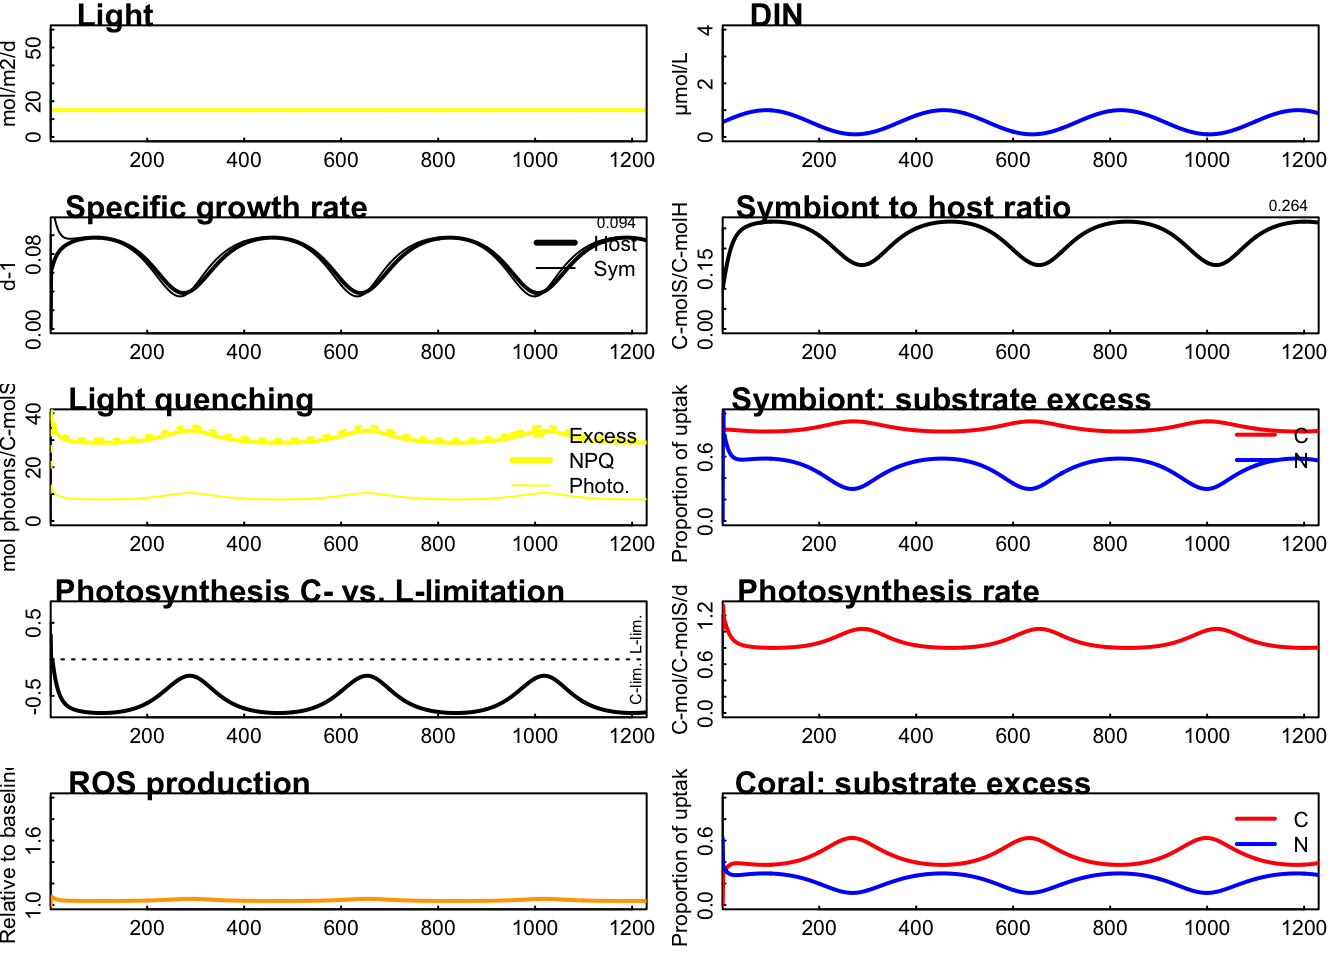 Light
mol/m2/d
0 20 50
200 400 600 800 1000 1200
DIN
µmol/L
0 2 4
200 400 600 800 1000 1200
Specific growth rate
d-1
0.00 0.08
0.094
Host
Sym
200 400 600 800 1000 1200
Symbiont to host ratio
C-molS/C-molH
0.00 0.15
0.264
200 400 600 800 1000 1200
Light quenching
mol photons/C-molS
0 20 40
Excess
NPQ
Photo.
200 400 600 800 1000 1200
Symbiont: substrate excess
Proportion of uptak
0.0 0.6
C
N
200 400 600 800 1000 1200
Photosynthesis C- vs. L-limitation
-0.5 0.5
C-lim. L-lim.
200 400 600 800 1000 1200
Photosynthesis rate
C-mol/C-molS/d
0.0 0.6 1.2
200 400 600 800 1000 1200
ROS production
Relative to baseline
1.0 1.6
200 400 600 800 1000 1200
Coral: substrate excess
Proportion of uptak
0.0 0.6
C
N
200 400 600 800 1000 1200